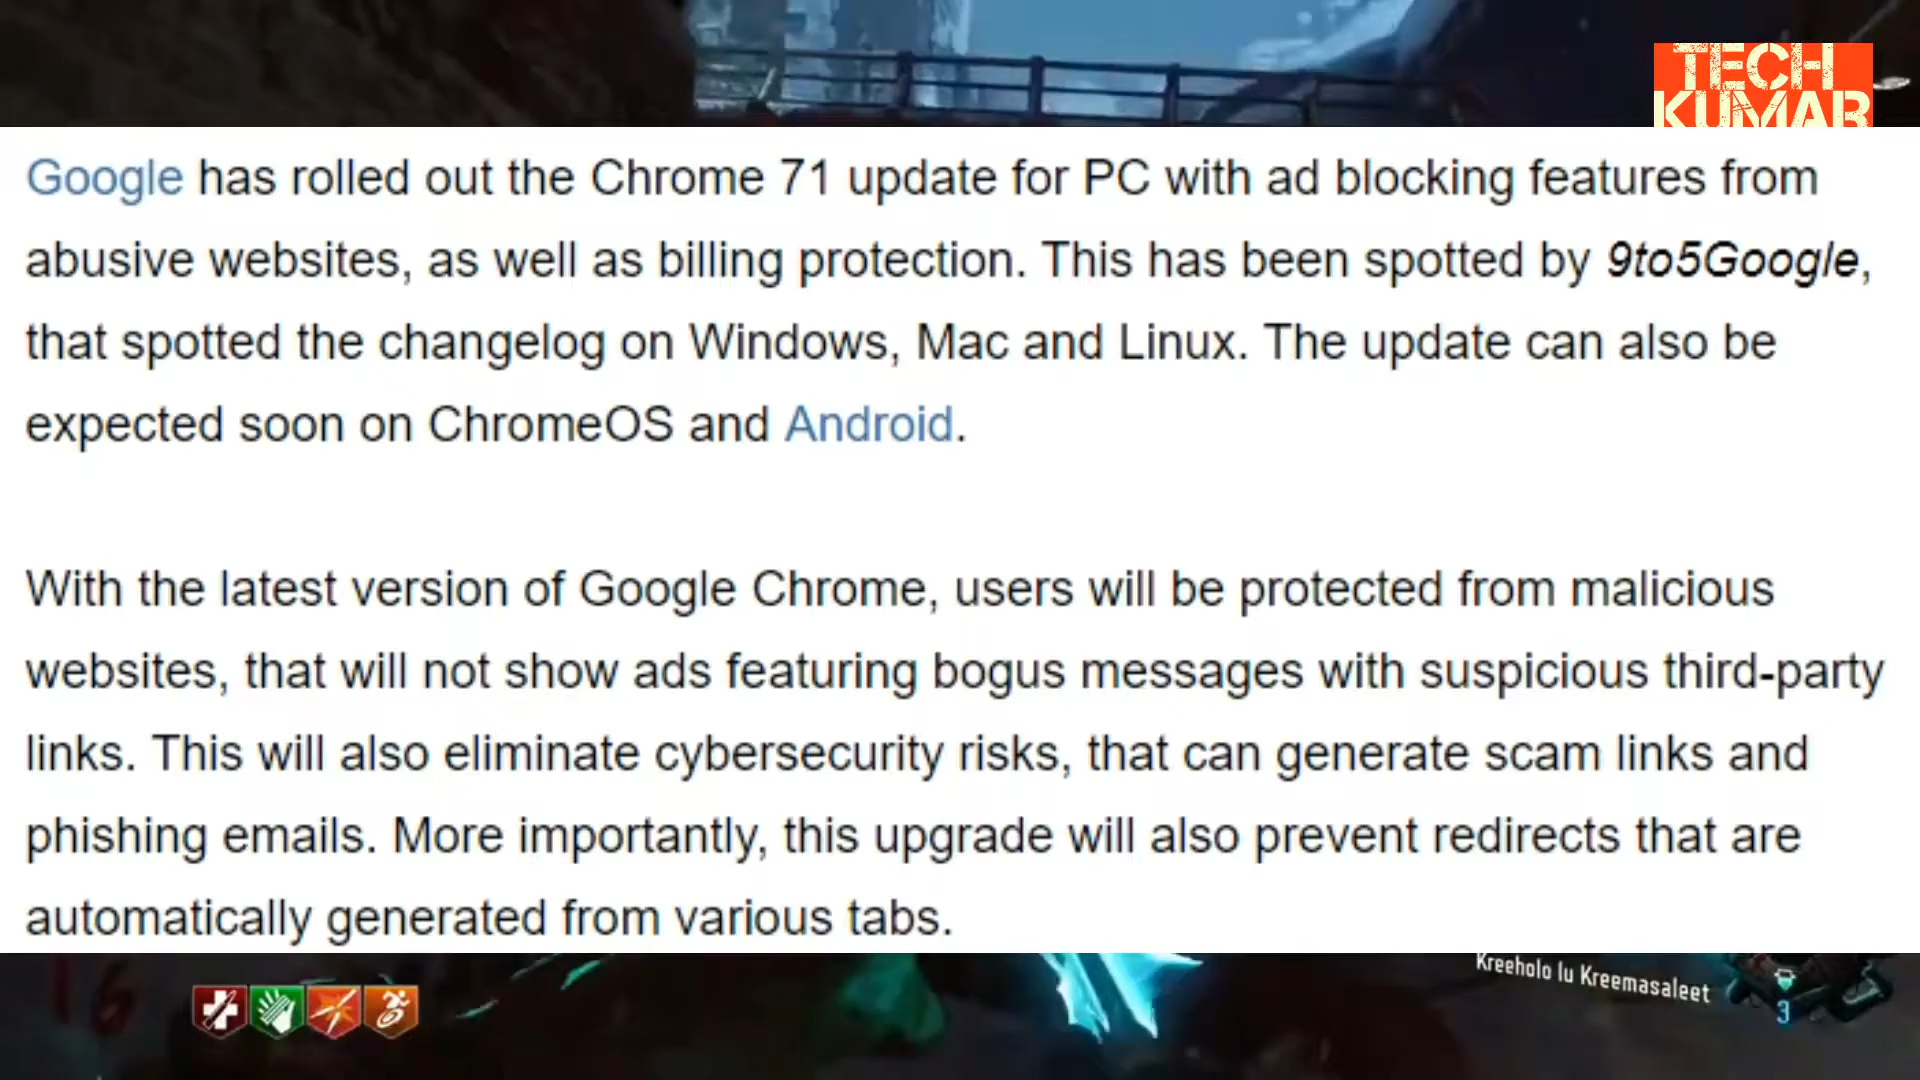 TECH
KUMAR
Google has rolled out the Chrome 71 update for PC with ad blocking features from
abusive websites, as well as billing protection. This has been spotted by 9to5Google,
that spotted the changelog on Windows, Mac and Linux. The update can also be
expected soon on ChromeOS and Android.
With the latest version of Google Chrome, users will be protected from malicious
websites, that will not show ads featuring bogus messages with suspicious third-party
links. This will also eliminate cybersecurity risks, that can generate scam links and
phishing emails. More importantly, this upgrade will also prevent redirects that are
automatically generated from various tabs.
Kreeholo lu Kreemasaleet
3
16